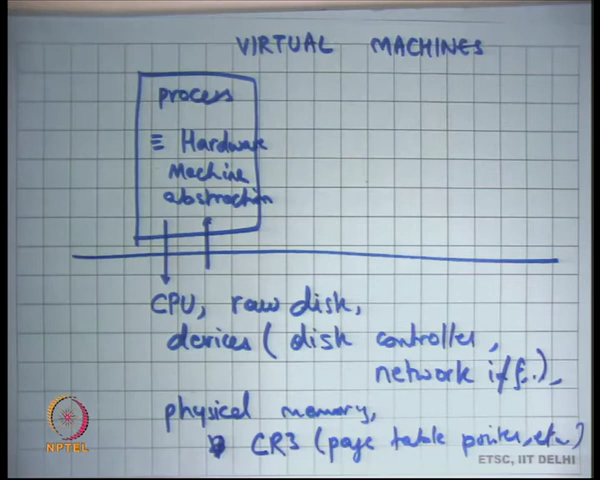 VIRTUAL MACHINES
process
≡ Hardware
Machine
abstraction
CPU, raw disk,
devices ( disk controller,
network i/f..),
physical memory,
CR3 (page table pointer, etc..)
NPTEL
ETSC, IIT DELHI